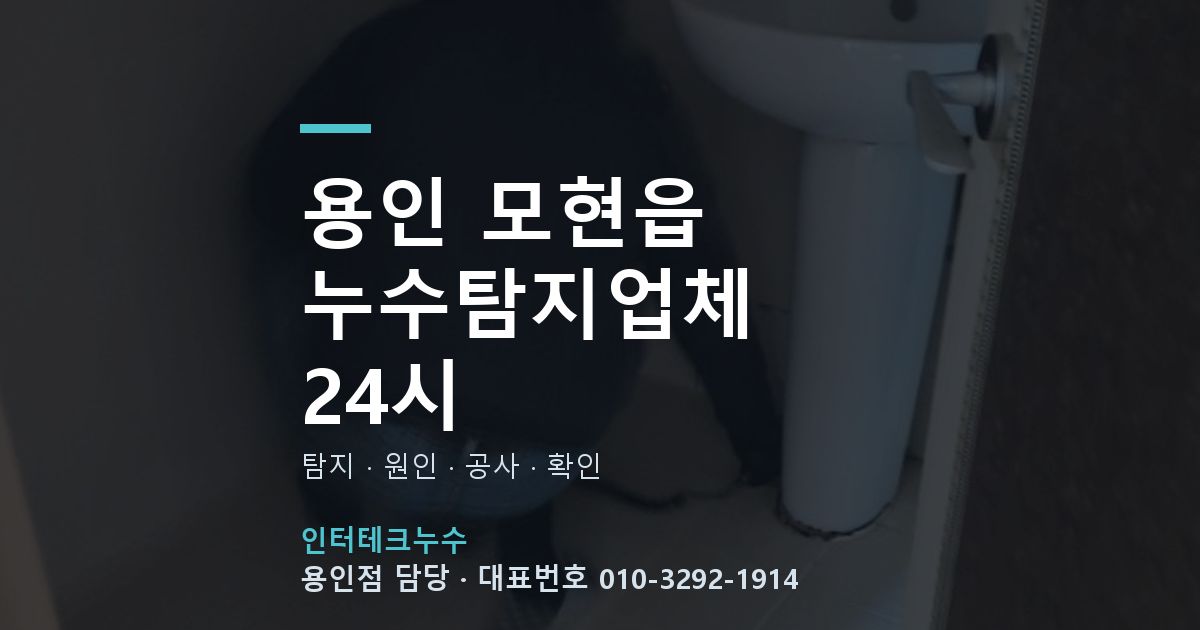 용인 모현읍
누수탐지업체
24시
탐지 · 원인 · 공사 · 확인
인터테크누수
용인점 담당 · 대표번호 010-3292-1914